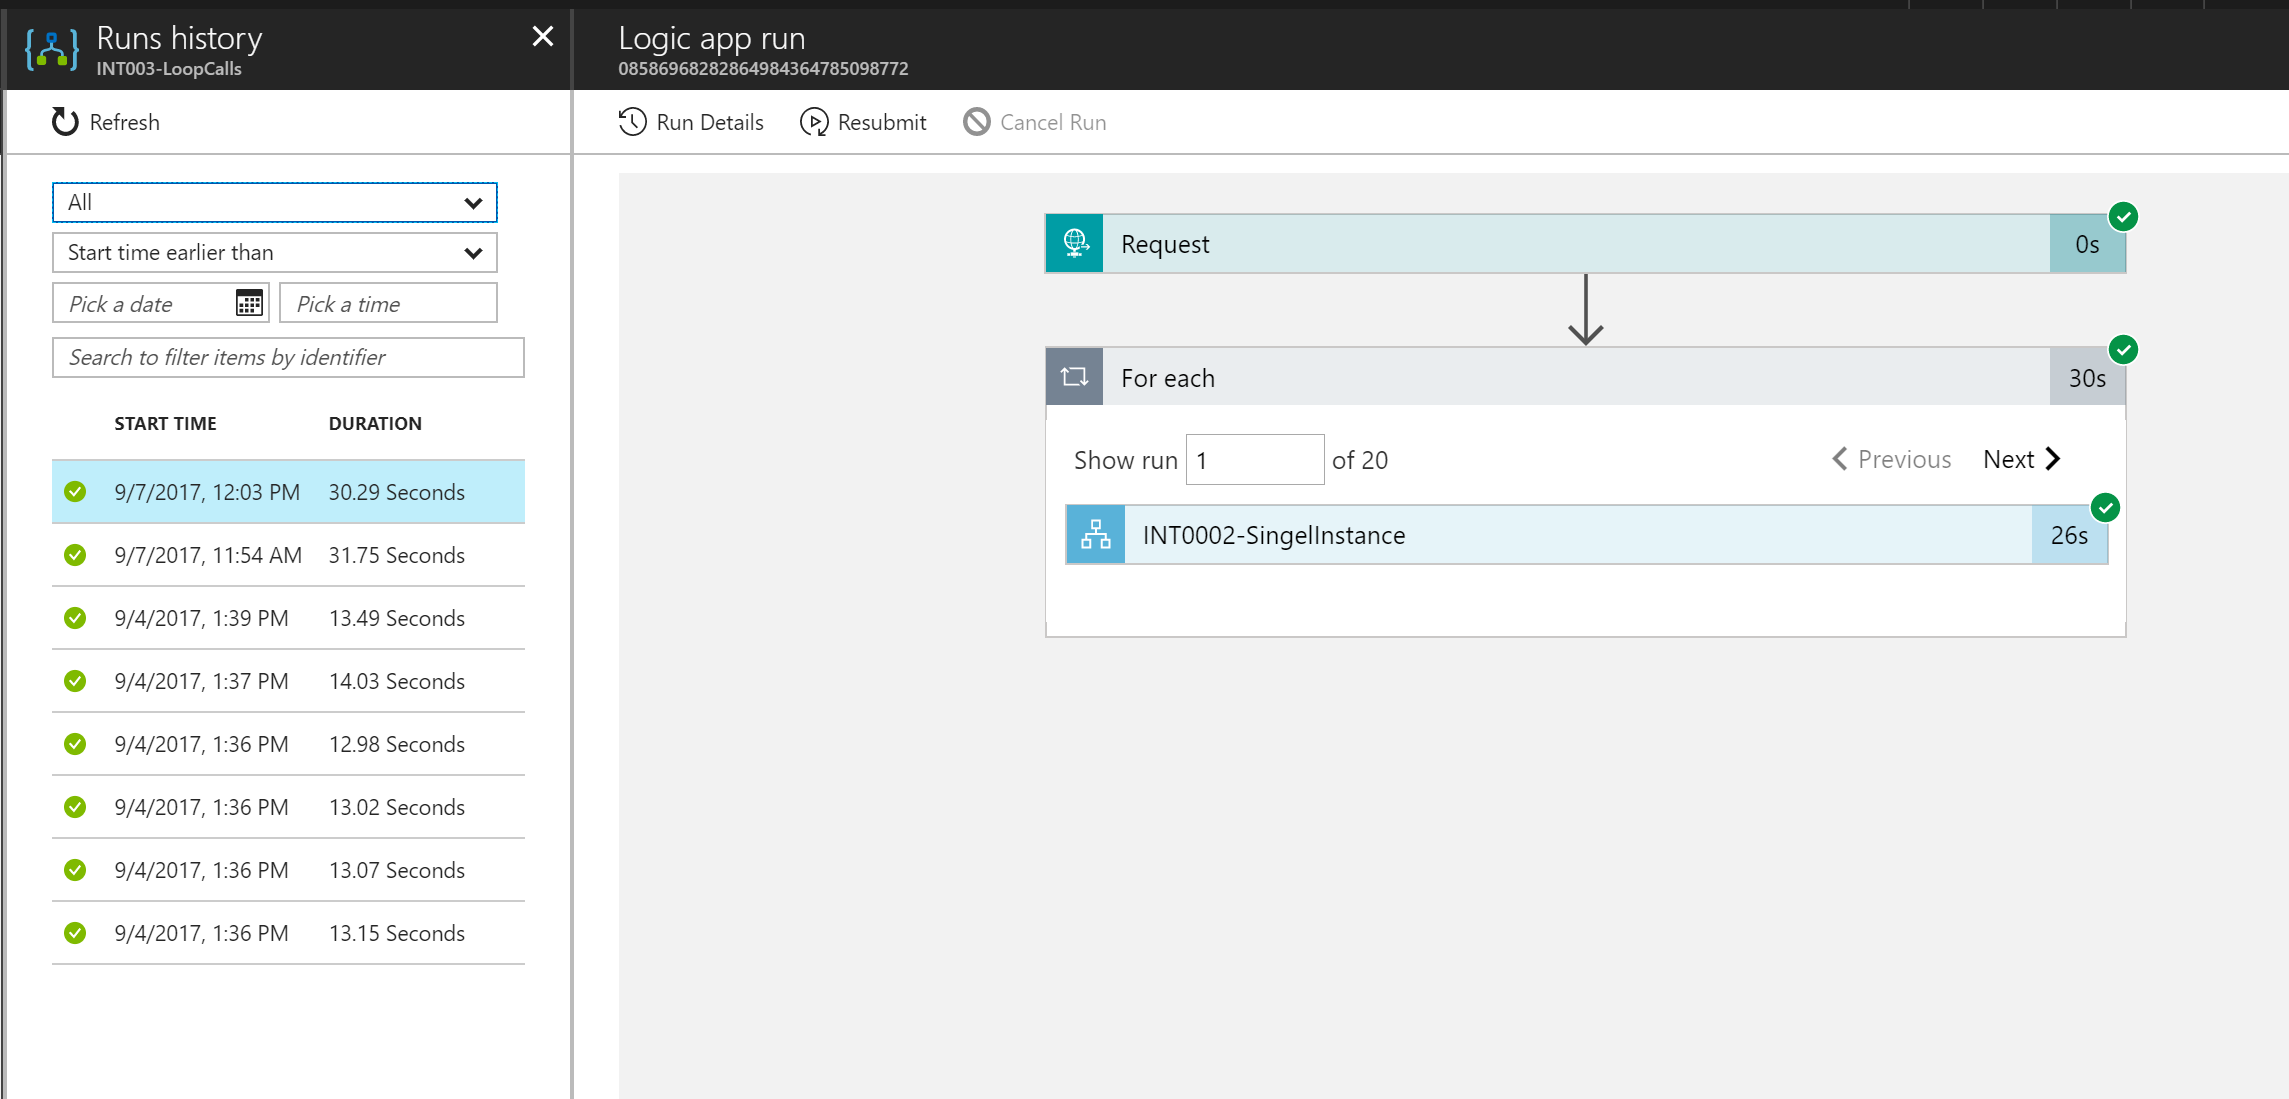 Runs history
INT003-LoopCalls
Refresh
All
Start time earlier than
Pick a date
Pick a time
Search to filter items by identifier
START TIME DURATION
9/7/2017, 12:03 PM 30.29 Seconds
9/7/2017, 11:54 AM 31.75 Seconds
9/4/2017, 1:39 PM 13.49 Seconds
9/4/2017, 1:37 PM 14.03 Seconds
9/4/2017, 1:36 PM 12.98 Seconds
9/4/2017, 1:36 PM 13.02 Seconds
9/4/2017, 1:36 PM 13.07 Seconds
9/4/2017, 1:36 PM 13.15 Seconds
Logic app run
08586968282864984364785098772
Run Details Resubmit Cancel Run
Request 0s
For each 30s
Show run 1 of 20 Previous Next
INT0002-SingelInstance 26s